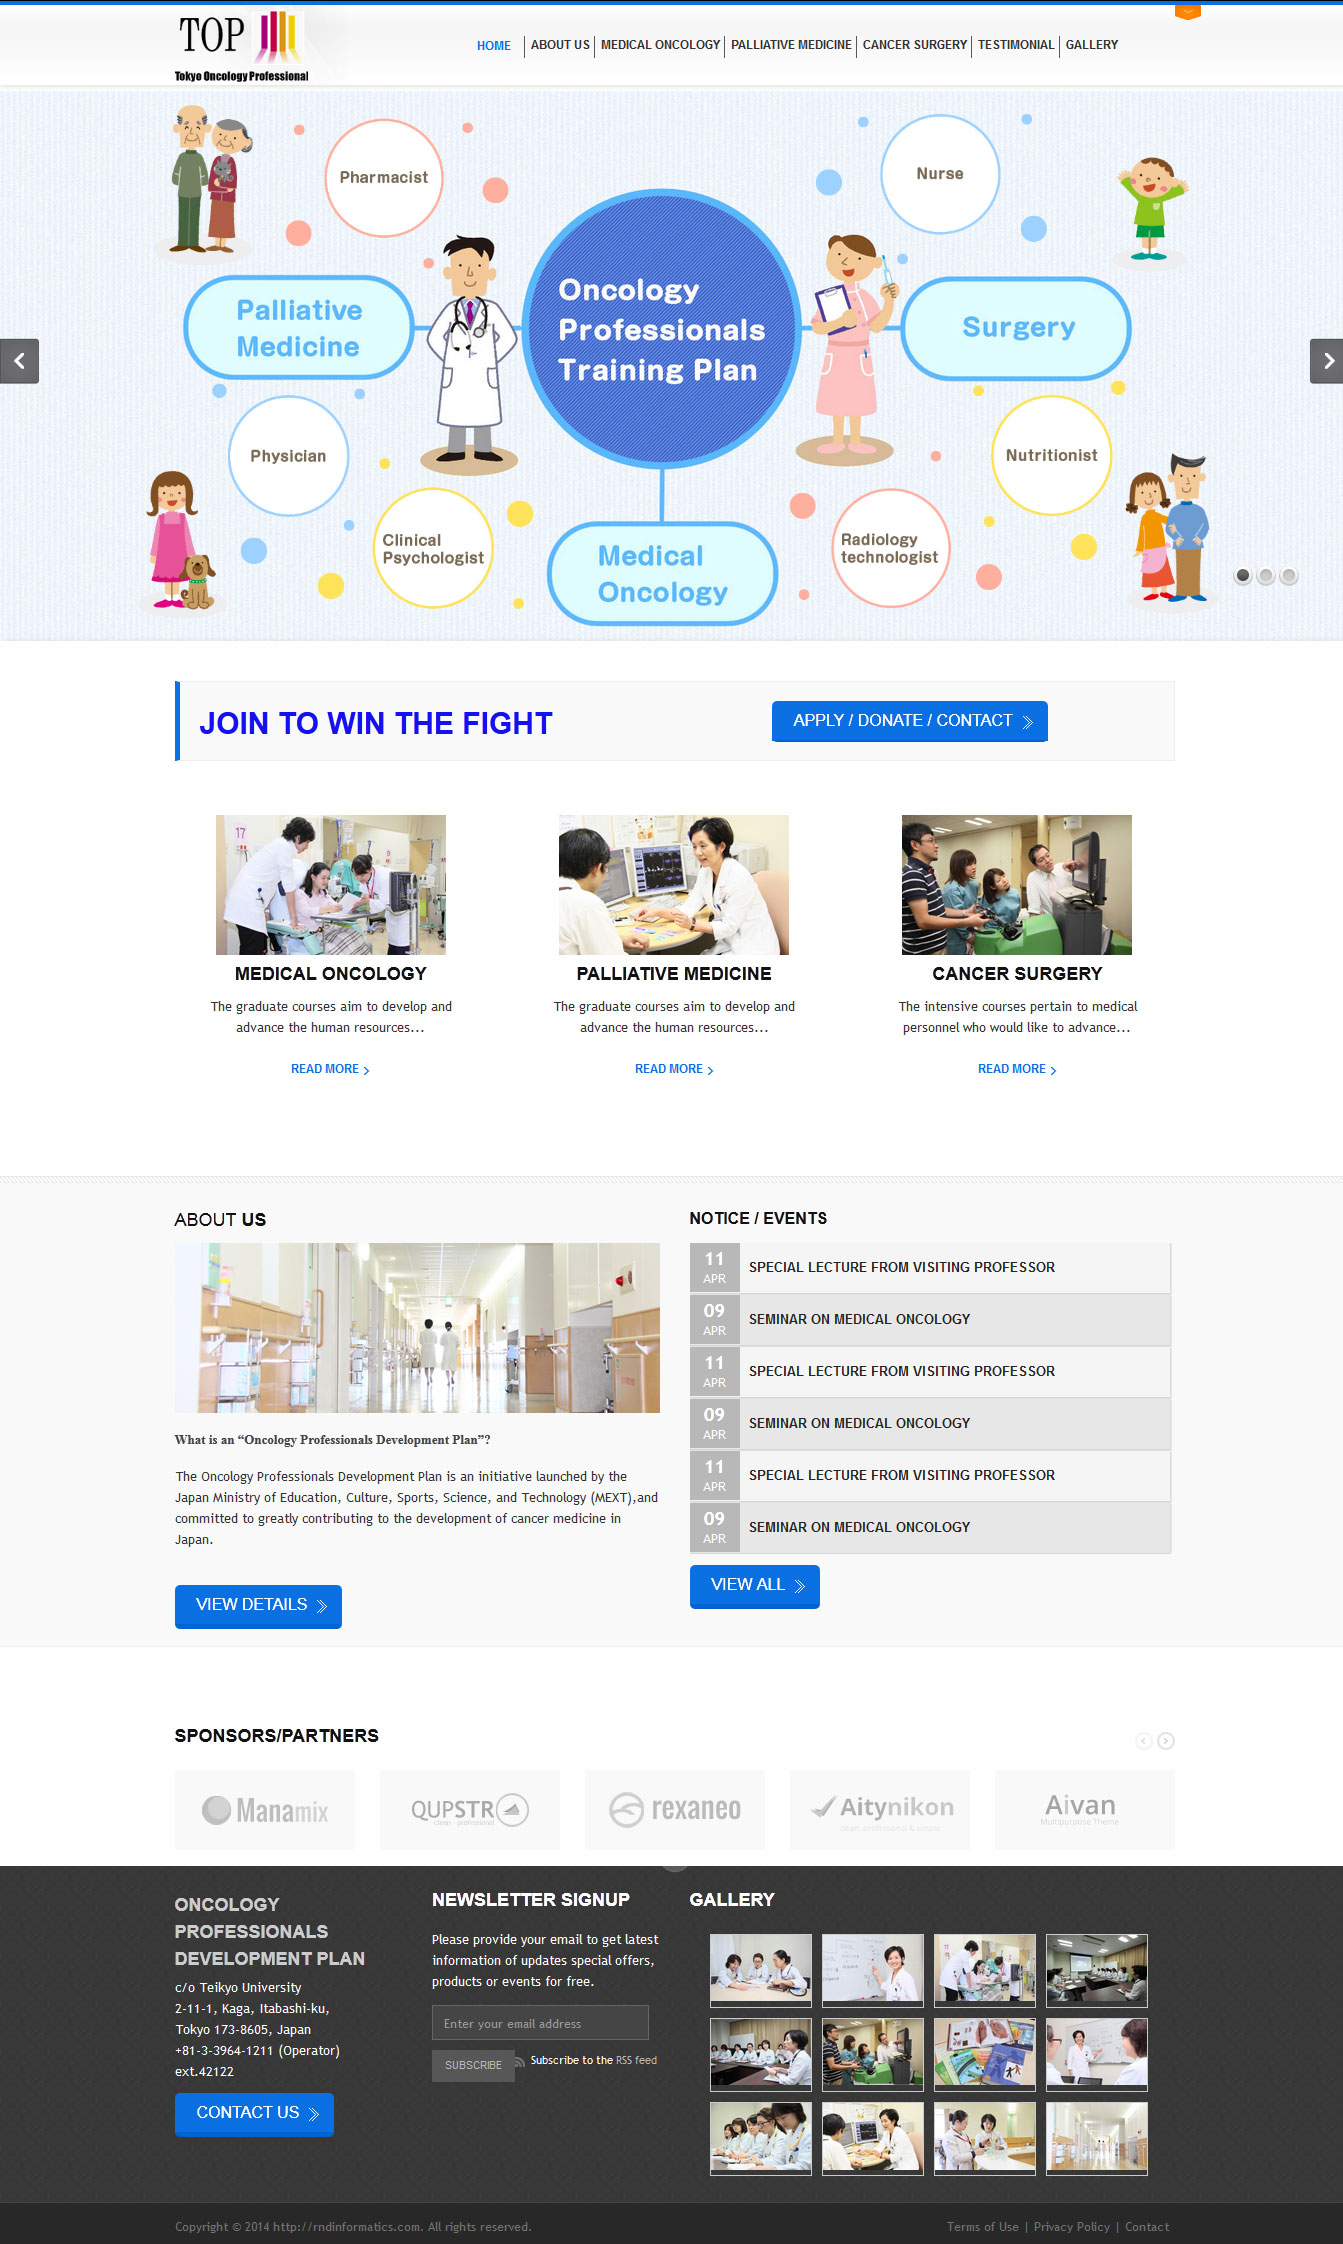 TOP
Tokyo Oncology Professional
HOME
ABOUT US
MEDICAL ONCOLOGY
PALLIATIVE MEDICINE
CANCER SURGERY
TESTIMONIAL
GALLERY
Pharmacist
Nurse
Palliative
Medicine
Oncology
Professionals
Training Plan
Surgery
Physician
Nutritionist
Clinical
Psychologist
Radiology
technologist
Medical
Oncology
JOIN TO WIN THE FIGHT
APPLY / DONATE / CONTACT
17
MEDICAL ONCOLOGY
The graduate courses aim to develop and
advance the human resources...
READ MORE
PALLIATIVE MEDICINE
The graduate courses aim to develop and
advance the human resources...
READ MORE
CANCER SURGERY
The intensive courses pertain to medical
personnel who would like to advance...
READ MORE
ABOUT US
What is an “Oncology Professionals Development Plan”?
The Oncology Professionals Development Plan is an initiative launched by the
Japan Ministry of Education, Culture, Sports, Science, and Technology (MEXT),and
committed to greatly contributing to the development of cancer medicine in
Japan.
VIEW DETAILS
NOTICE / EVENTS
11
APR
SPECIAL LECTURE FROM VISITING PROFESSOR
09
APR
SEMINAR ON MEDICAL ONCOLOGY
11
APR
SPECIAL LECTURE FROM VISITING PROFESSOR
09
APR
SEMINAR ON MEDICAL ONCOLOGY
11
APR
SPECIAL LECTURE FROM VISITING PROFESSOR
09
APR
SEMINAR ON MEDICAL ONCOLOGY
VIEW ALL
SPONSORS/PARTNERS
Manamix
QUPSTR
clean - professional
rexaneo
Aitynikon
clean, professional & simple
Aivan
Multipurpose Theme
ONCOLOGY
PROFESSIONALS
DEVELOPMENT PLAN
c/o Teikyo University
2-11-1, Kaga, Itabashi-ku,
Tokyo 173-8605, Japan
+81-3-3964-1211 (Operator)
ext.42122
CONTACT US
NEWSLETTER SIGNUP
Please provide your email to get latest
information of updates special offers,
products or events for free.
Enter your email address
SUBSCRIBE
Subscribe to the RSS feed
GALLERY
Copyright © 2014 http://rndinformatics.com. All rights reserved.
Terms of Use | Privacy Policy | Contact